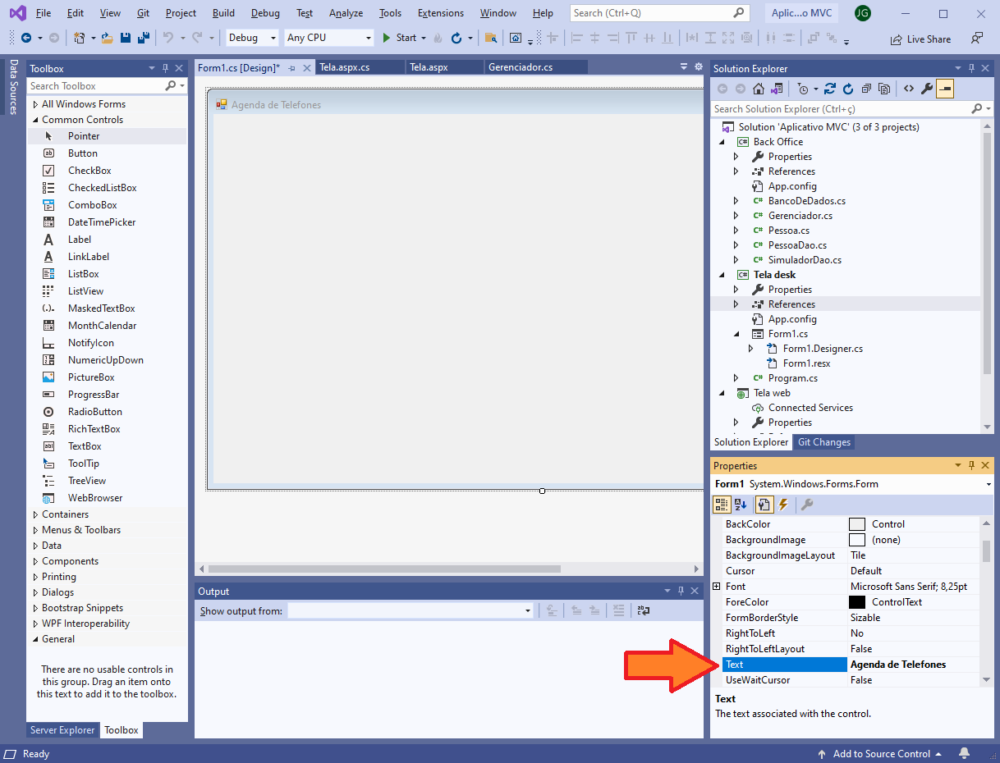 File Edit View Git Project Build Debug Test Analyze Tools Extensions Window Help Search (Ctrl+Q) Aplic...o MVC JG
Debug Any CPU Start Live Share
Data Sources
Toolbox
Search Toolbox
All Windows Forms
Common Controls
Pointer
Button
CheckBox
CheckedListBox
ComboBox
DateTimePicker
Label
LinkLabel
ListBox
ListView
MaskedTextBox
MonthCalendar
NotifyIcon
NumericUpDown
PictureBox
ProgressBar
RadioButton
RichTextBox
TextBox
ToolTip
TreeView
WebBrowser
Containers
Menus & Toolbars
Data
Components
Printing
Dialogs
Bootstrap Snippets
WPF Interoperability
General
There are no usable controls in
this group. Drag an item onto
this text to add it to the toolbox.
Server Explorer Toolbox
Form1.cs [Design]* Tela.aspx.cs Tela.aspx Gerenciador.cs
Agenda de Telefones
Output
Show output from:
Solution Explorer
Search Solution Explorer (Ctrl+ç)
Solution 'Aplicativo MVC' (3 of 3 projects)
Back Office
Properties
References
App.config
BancoDeDados.cs
Gerenciador.cs
Pessoa.cs
PessoaDao.cs
SimuladorDao.cs
Tela desk
Properties
References
App.config
Form1.cs
Form1.Designer.cs
Form1.resx
Program.cs
Tela web
Connected Services
Properties
Solution Explorer Git Changes
Properties
Form1 System.Windows.Forms.Form
BackColor Control
BackgroundImage (none)
BackgroundImageLayout Tile
Cursor Default
Font Microsoft Sans Serif; 8,25pt
ForeColor ControlText
FormBorderStyle Sizable
RightToLeft No
RightToLeftLayout False
Text Agenda de Telefones
UseWaitCursor False
Text
The text associated with the control.
Ready Add to Source Control